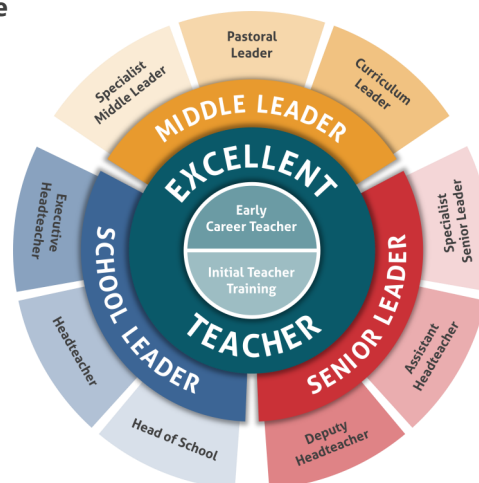 e
Pastoral
Leader
Specialist
Middle Leader
Curriculum
Leader
MIDDLE LEADER
EXCELLENT
Early
Career Teacher
Initial Teacher
Training
TEACHER
SCHOOL LEADER
SENIOR LEADER
Executive
Headteacher
Headteacher
Head of School
Specialist
Senior Leader
Assistant
Headteacher
Deputy
Headteacher